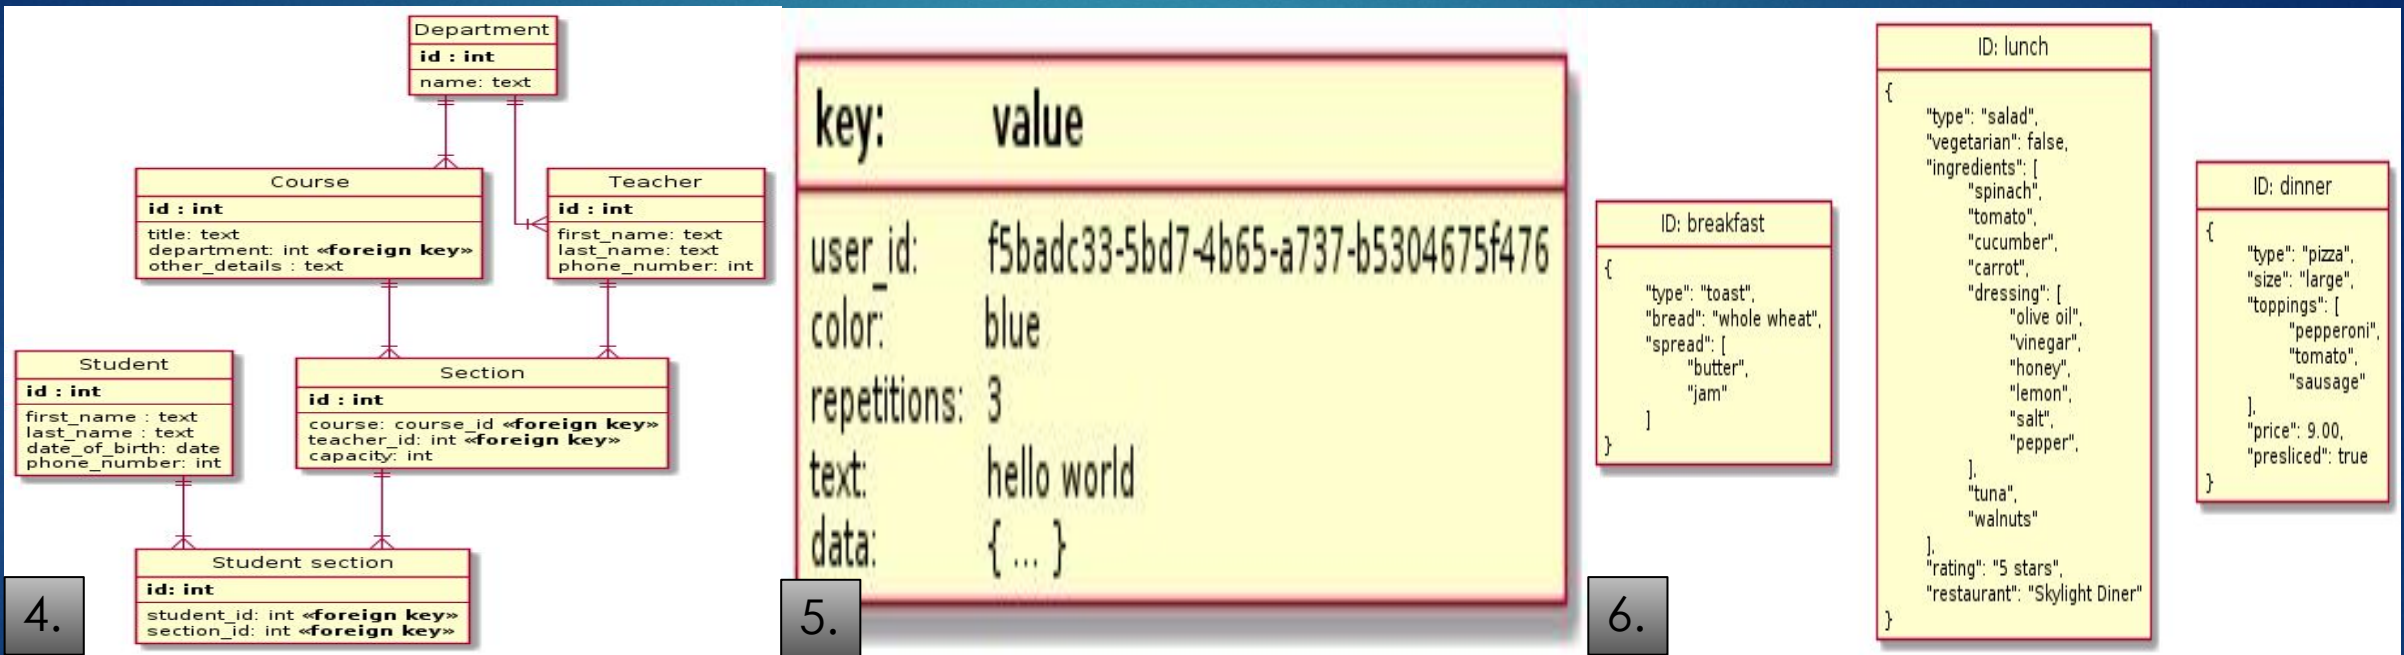 Department
id : int
name: text
Course
id : int
title: text
department: int «foreign key»
other_details : text
Teacher
id : int
first_name: text
last_name: text
phone_number: int
Student
id : int
first_name : text
last_name : text
date_of_birth: date
phone_number: int
Section
id : int
course: course_id «foreign key»
teacher_id: int «foreign key»
capacity: int
Student section
id: int
student_id: int «foreign key»
section_id: int «foreign key»
4.
key: value
user_id: f5badc33-5bd7-4b65-a737-b5304675f476
color: blue
repetitions: 3
text: hello world
data: { ... }
5.
ID: breakfast
{
"type": "toast",
"bread": "whole wheat",
"spread": [
"butter",
"jam"
]
}
ID: lunch
{
"type": "salad",
"vegetarian": false,
"ingredients": [
"spinach",
"tomato",
"cucumber",
"carrot",
"dressing": [
"olive oil",
"vinegar",
"honey",
"lemon",
"salt",
"pepper",
],
"tuna",
"walnuts"
],
"rating": "5 stars",
"restaurant": "Skylight Diner"
}
ID: dinner
{
"type": "pizza",
"size": "large",
"toppings": [
"pepperoni",
"tomato",
"sausage"
],
"price": 9.00,
"presliced": true
}
6.